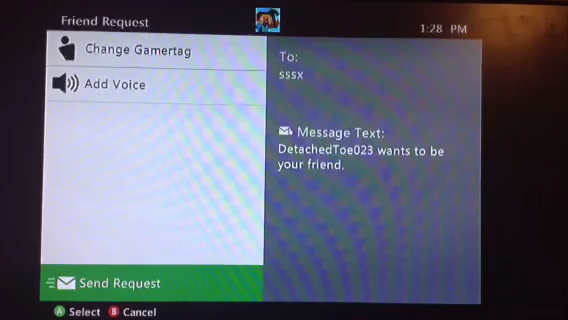 Friend Request
1:28 PM
Change Gamertag
Add Voice
To:
sssx
Message Text:
DetachedToe023 wants to be
your friend.
Send Request
A Select B Cancel